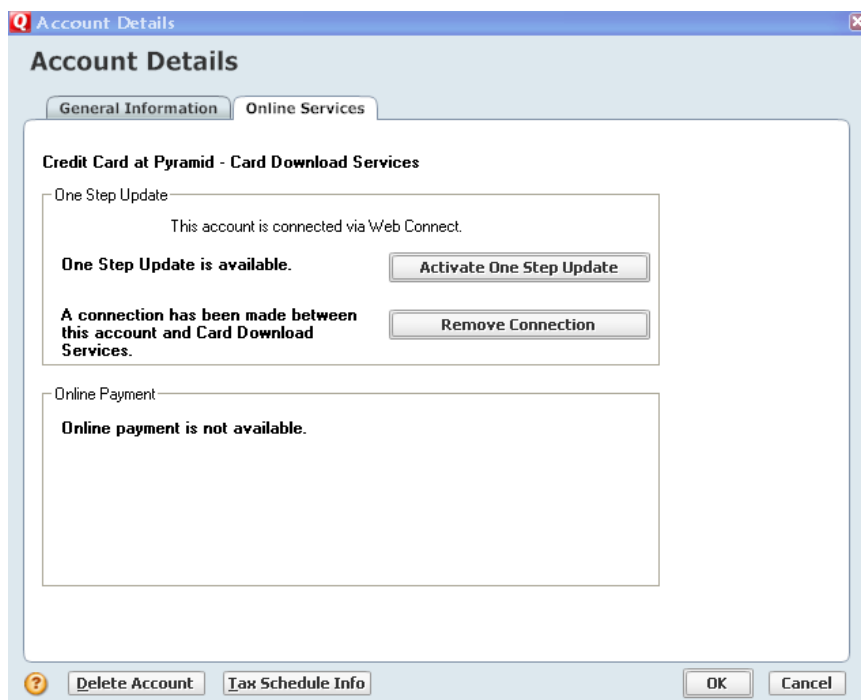 Account Details
Account Details
General Information Online Services
Credit Card at Pyramid - Card Download Services
One Step Update
This account is connected via Web Connect.
One Step Update is available. Activate One Step Update
A connection has been made between
this account and Card Download
Services.
Remove Connection
Online Payment
Online payment is not available.
? Delete Account Tax Schedule Info OK Cancel